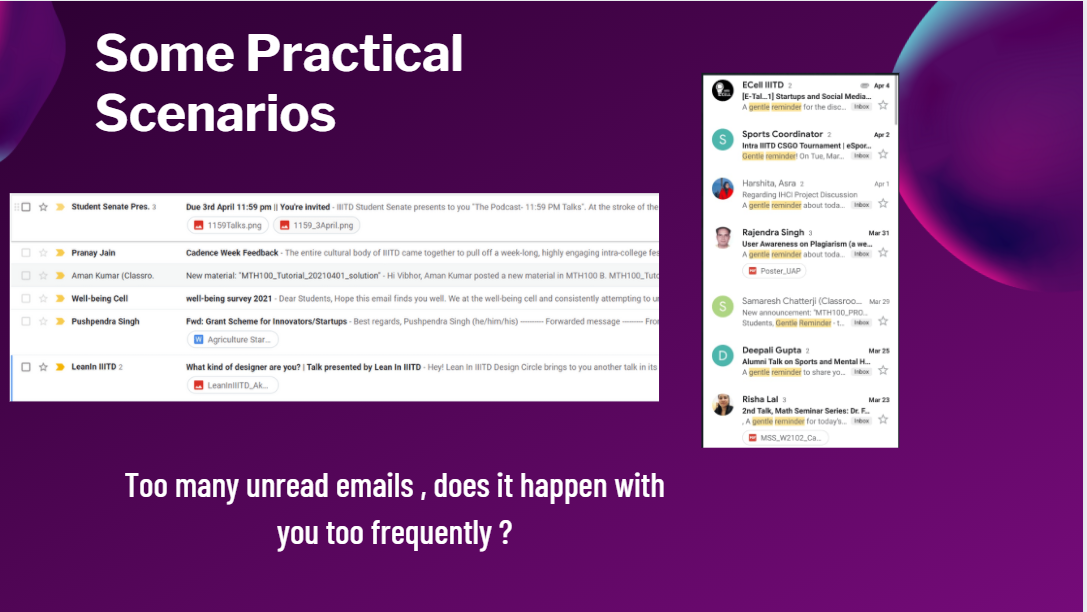 Some Practical
Scenarios
Student Senate Pres. 3 Due 3rd April 11:59 pm || You're invited - IIITD Student Senate presents to you "The Podcast- 11:59 PM Talks". At the stroke of the
1159Talks.png 1159_3April.png
Pranay Jain Cadence Week Feedback - The entire cultural body of IIITD came together to pull off a week-long, highly engaging intra-college fes
Aman Kumar (Classro. New material: "MTH100_Tutorial_20210401_solution" - Hi Vibhor, Aman Kumar posted a new material in MTH100 B. MTH100_Tuto
Well-being Cell well-being survey 2021 - Dear Students, Hope this email finds you well. We at the well-being cell and consistently attempting to ur
Pushpendra Singh Fwd: Grant Scheme for Innovators/Startups - Best regards, Pushpendra Singh (he/him/his) ---------- Forwarded message --------- Fror
W Agriculture Star...
LeanIn IIITD 2 What kind of designer are you? | Talk presented by Lean In IIITD - Hey! Lean In IIITD Design Circle brings to you another talk in its
LeanInIIITD_Ak...
ECell IIITD 2 Apr 4
[E-Tal...1] Startups and Social Media...
A gentle reminder for the disc... Inbox
S Sports Coordinator 2 Apr 2
Intra IIITD CSGO Tournament | eSpor...
Gentle reminder! On Tue, Mar... Inbox
Harshita, Asra 2 Apr 1
Regarding IHCI Project Discussion
A gentle reminder about toda... Inbox
Rajendra Singh 3 Mar 31
User Awareness on Plagiarism (a we...
A gentle reminder about toda... Inbox
Poster_UAP
S Samaresh Chatterji (Classroo... Mar 29
New announcement: "MTH100_PRO...
Students, Gentle Reminder - t... Inbox
D Deepali Gupta 2 Mar 25
Alumni Talk on Sports and Mental H...
A gentle reminder to share yo... Inbox
Risha Lal 3 Mar 23
2nd Talk, Math Seminar Series: Dr. F...
, A gentle reminder for today's... Inbox
MSS_W2102_Ca...
Too many unread emails , does it happen with
you too frequently ?